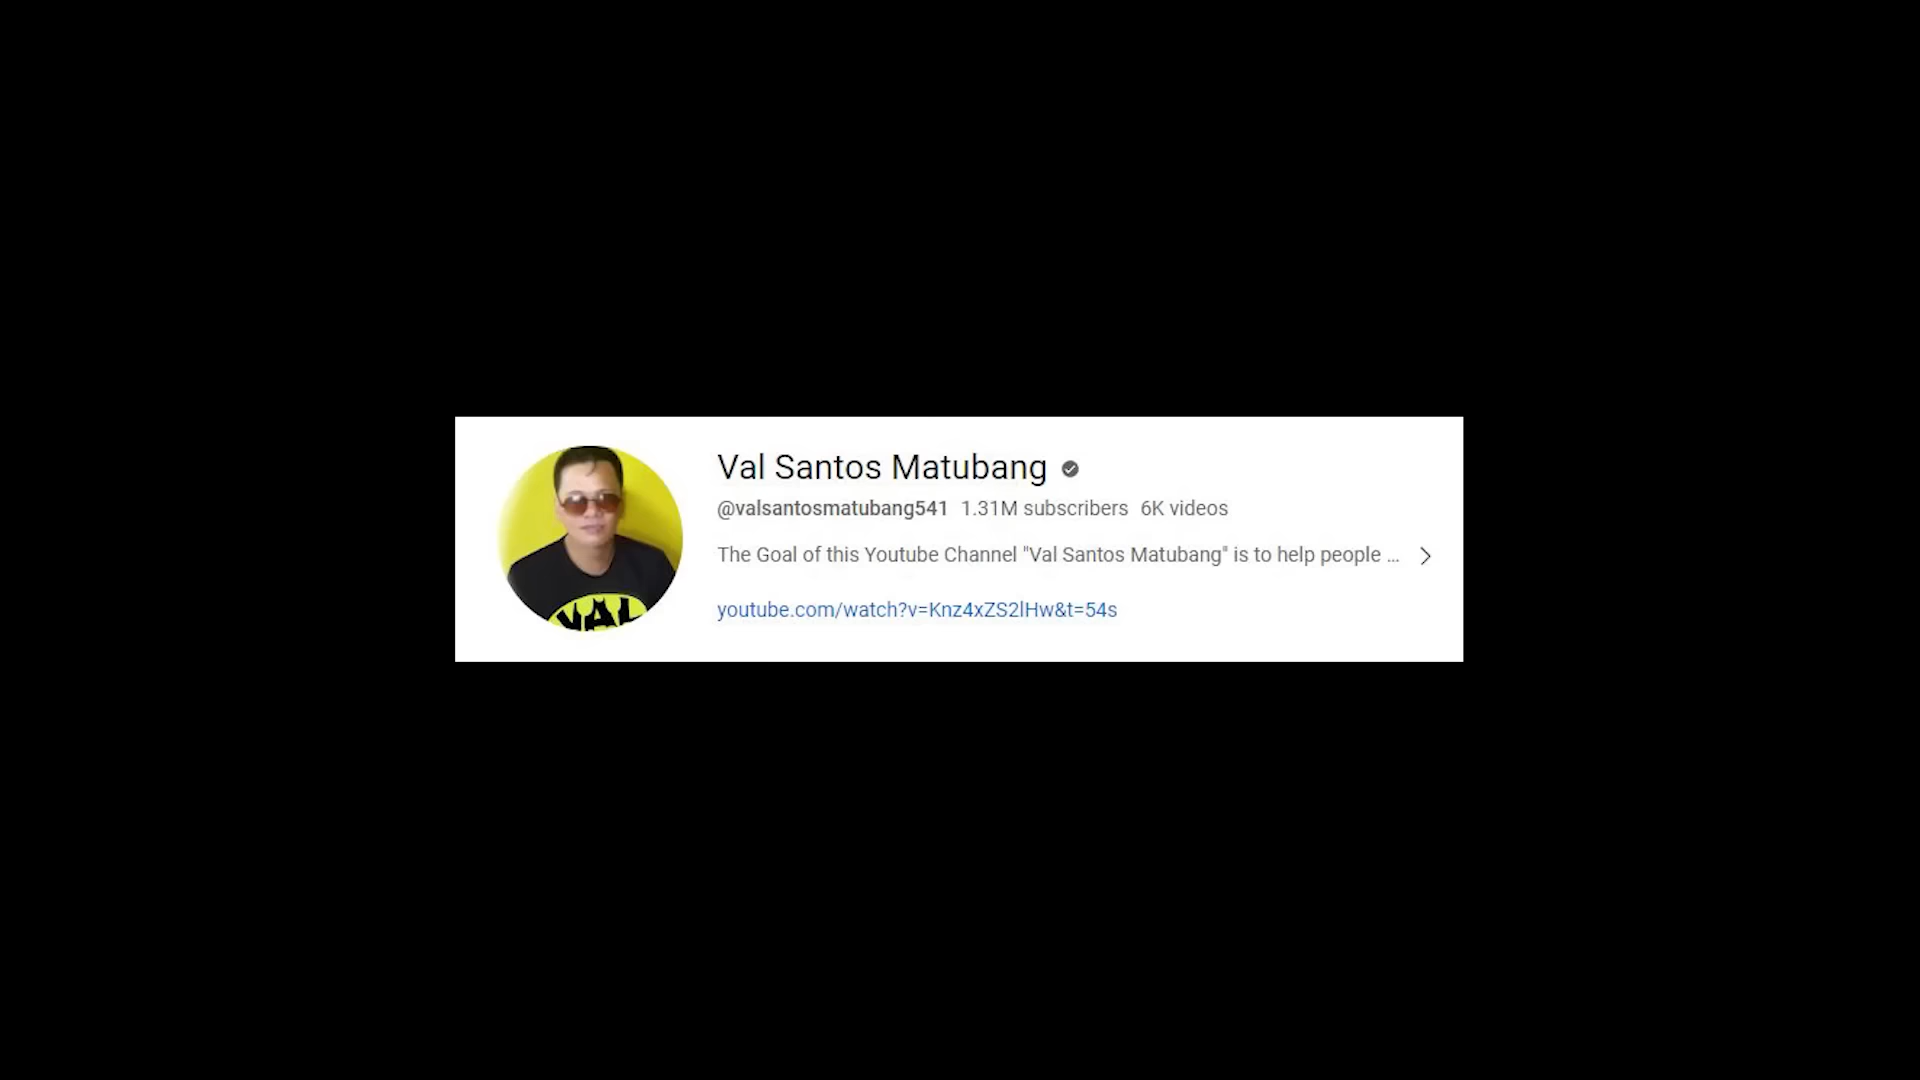 Val Santos Matubang
@valsantosmatubang541 1.31M subscribers 6K videos
The Goal of this Youtube Channel "Val Santos Matubang" is to help people ...
youtube.com/watch?v=Knz4xZS2lHw&t=54s
VAL